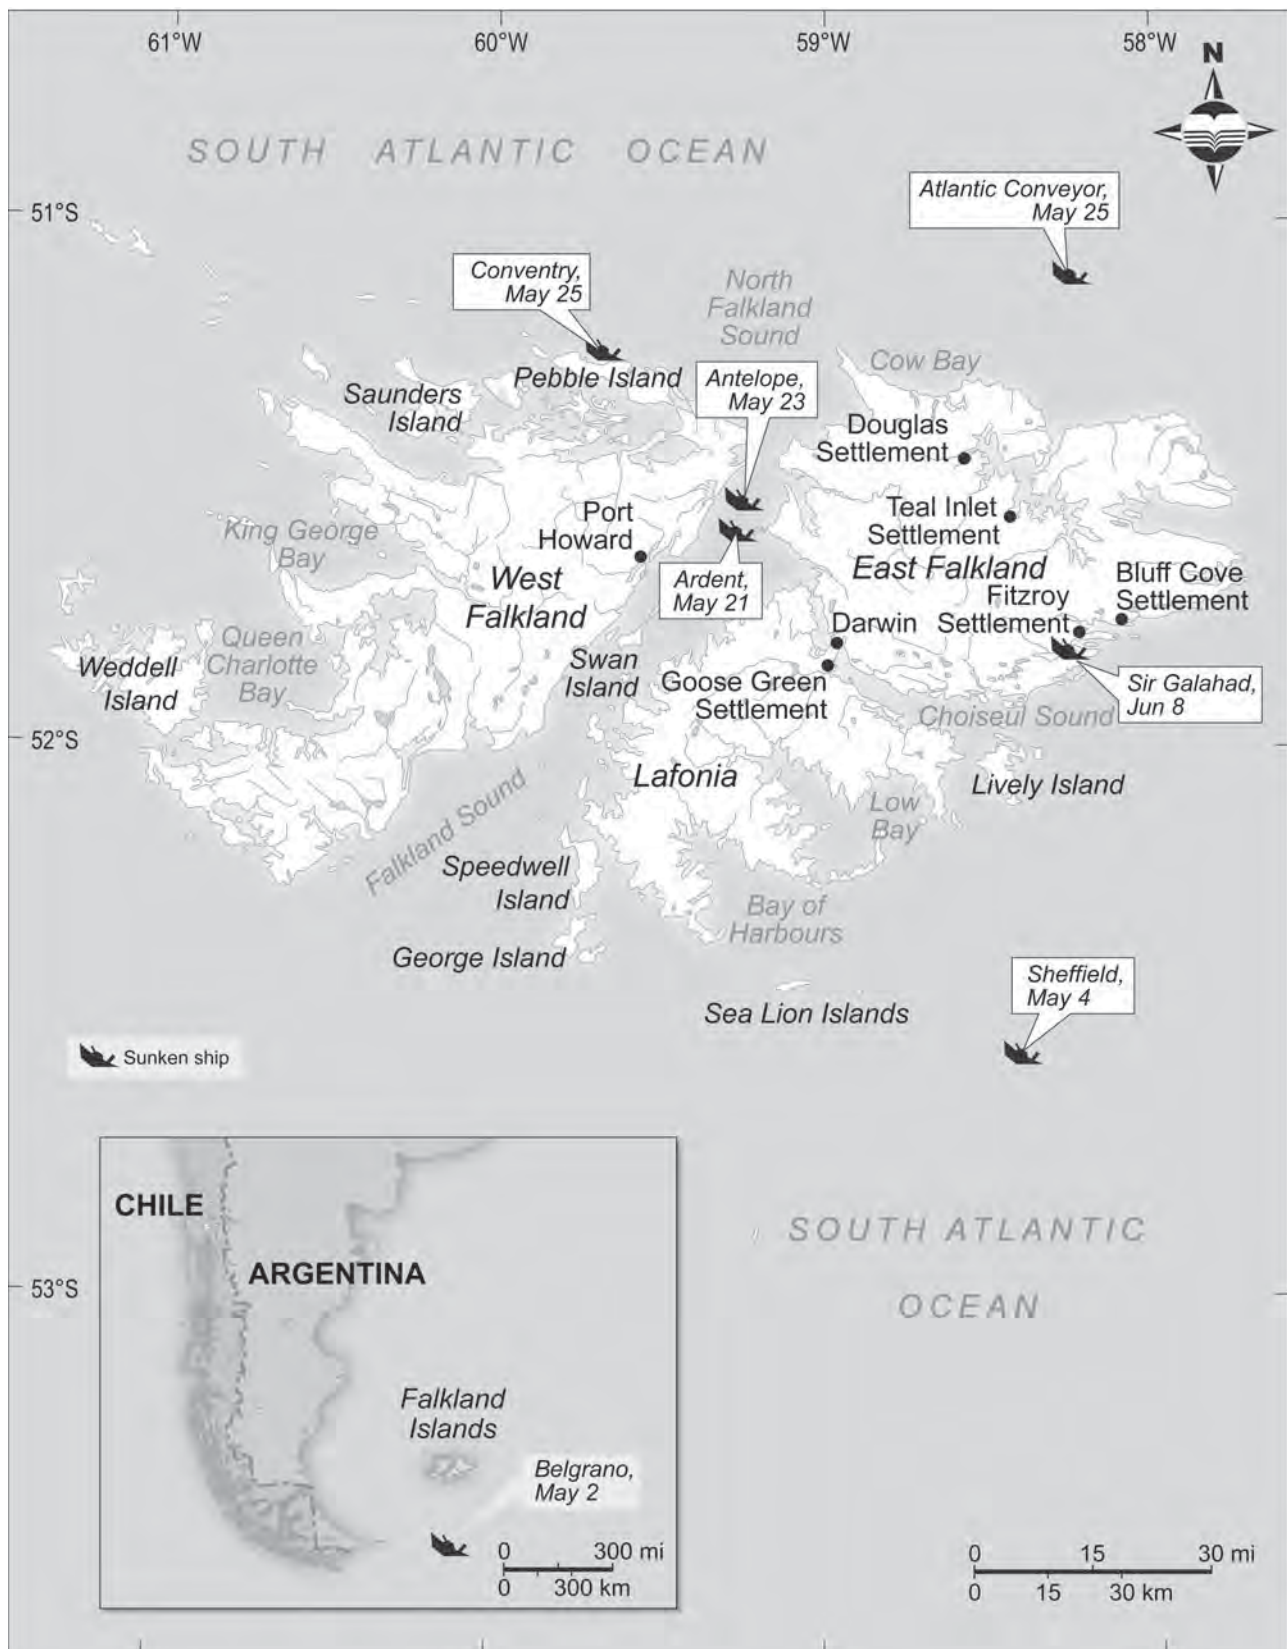 61°W
60°W
59°W
58°W
N
SOUTH ATLANTIC OCEAN
51°S
Atlantic Conveyor,
May 25
Conventry,
May 25
North
Falkland
Sound
Cow Bay
Pebble Island
Antelope,
May 23
Saunders
Island
Douglas
Settlement
Teal Inlet
Settlement
Port
Howard
King George
Bay
West
Falkland
Ardent,
May 21
East Falkland
Bluff Cove
Settlement
Fitzroy
Settlement
Darwin
Queen
Charlotte
Bay
Weddell
Island
Swan
Island
Goose Green
Settlement
Sir Galahad,
Jun 8
Choiseul Sound
52°S
Lafonia
Lively Island
Low
Bay
Falkland Sound
Speedwell
Island
Bay of
Harbours
George Island
Sheffield,
May 4
Sea Lion Islands
Sunken ship
CHILE
ARGENTINA
SOUTH ATLANTIC
OCEAN
53°S
Falkland
Islands
Belgrano,
May 2
0 300 mi
0 300 km
0 15 30 mi
0 15 30 km